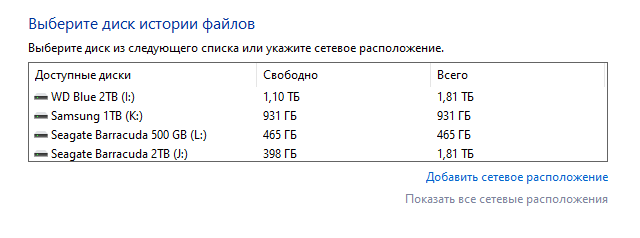 Выберите диск истории файлов
Выберите диск из следующего списка или укажите сетевое расположение.
Доступные диски Свободно Всего
WD Blue 2TB (I:) 1,10 ТБ 1,81 ТБ
Samsung 1TB (K:) 931 ГБ 931 ГБ
Seagate Barracuda 500 GB (L:) 465 ГБ 465 ГБ
Seagate Barracuda 2TB (J:) 398 ГБ 1,81 ТБ
Добавить сетевое расположение
Показать все сетевые расположения